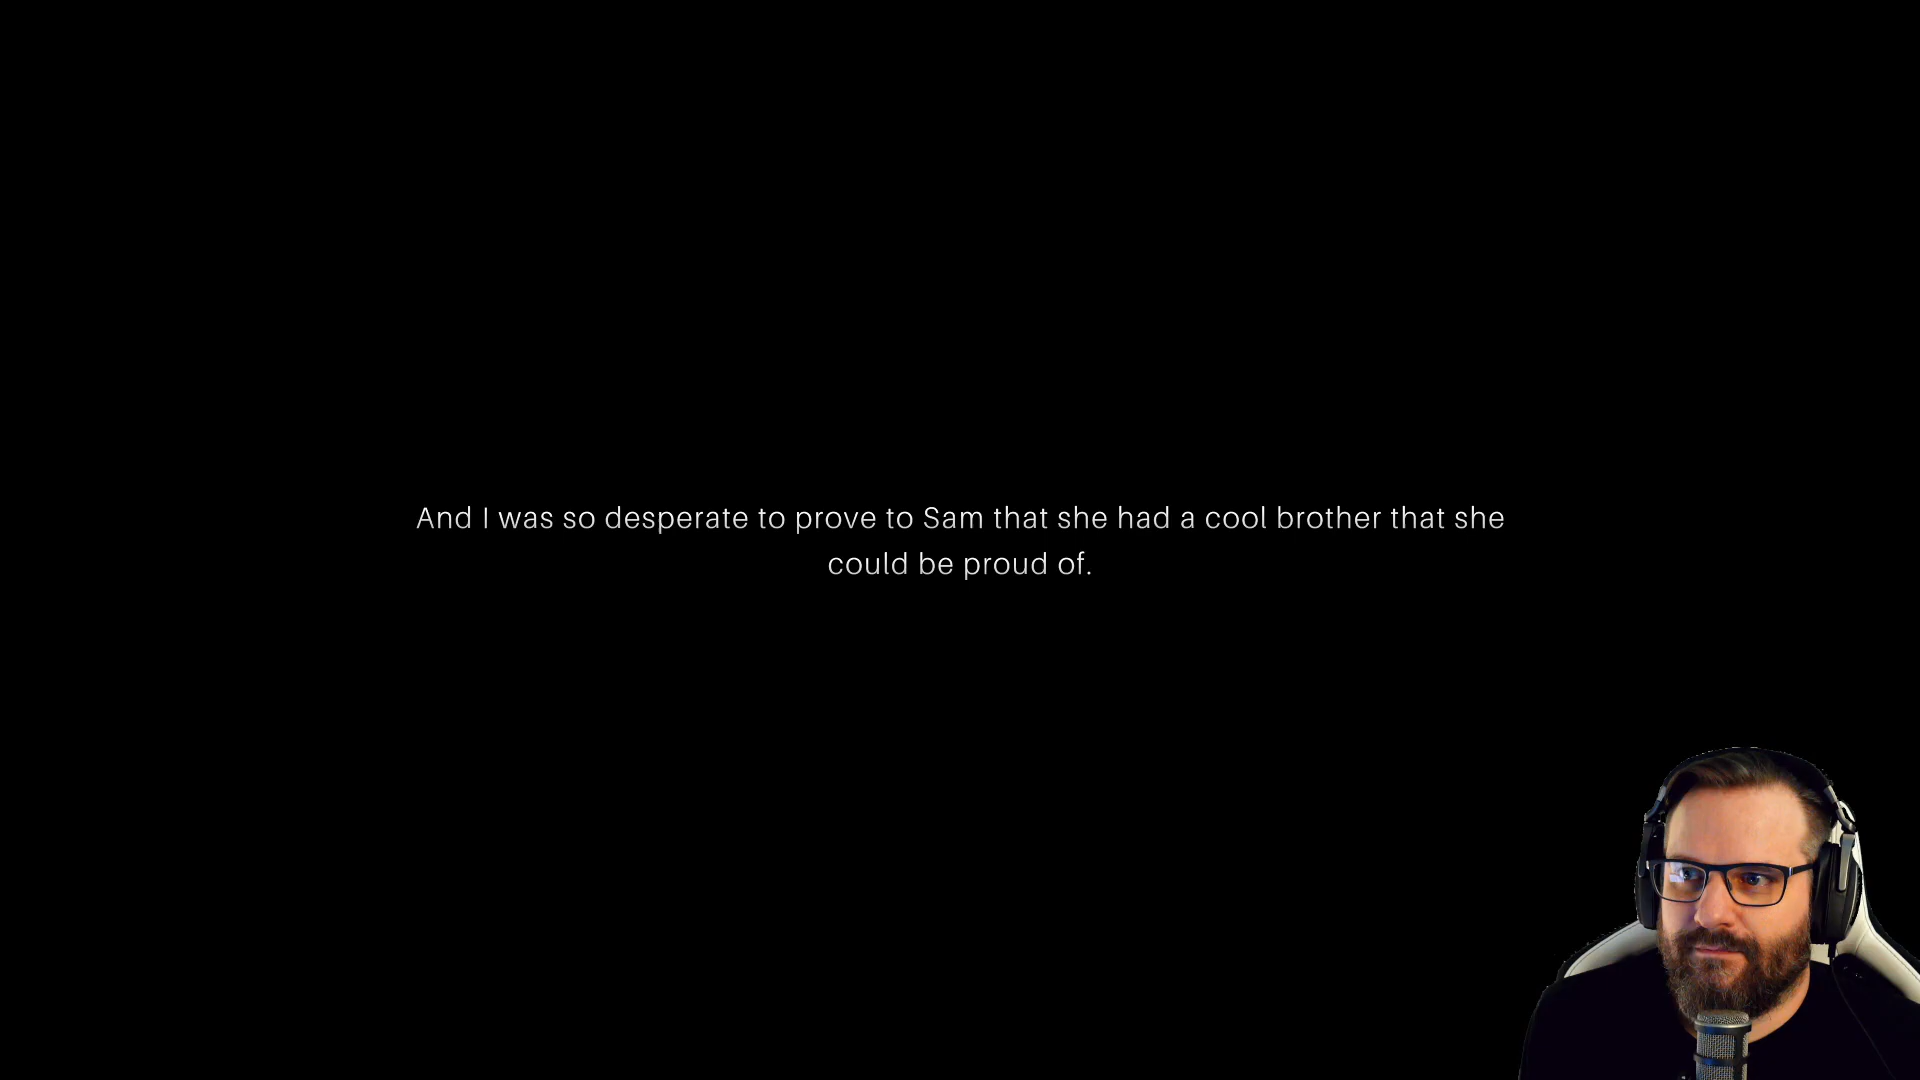 And I was so desperate to prove to Sam that she had a cool brother that she
could be proud of.